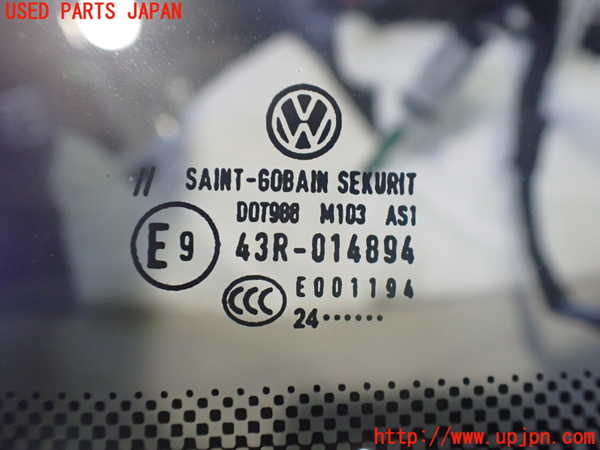 USED PARTS JAPAN
// SAINT-GOBAIN SEKURIT
DOT988 M103 AS1
E9 43R-014894
CCC E001194
24······
http://www.upjpn.com/